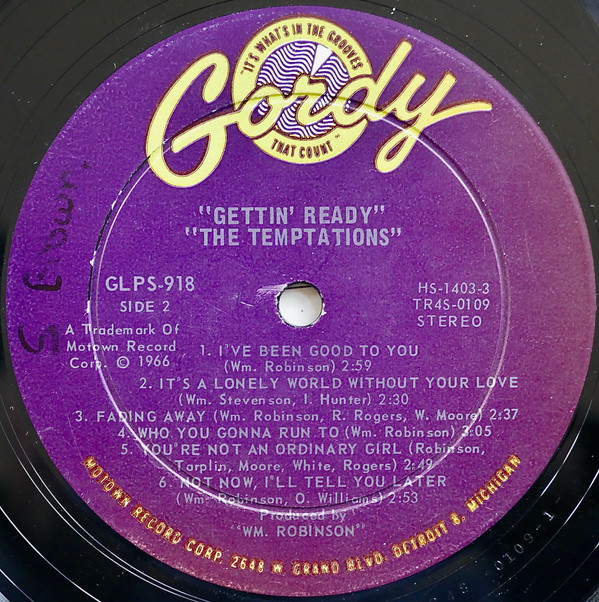 "IT'S WHAT'S IN THE GROOVES
Gordy
THAT COUNT"
"GETTIN' READY"
"THE TEMPTATIONS"
GLPS-918
SIDE 2
HS-1403-3
TR4S-0109
STEREO
A Trademark Of
Motown Record
Corp. © 1966
1. I'VE BEEN GOOD TO YOU
(Wm. Robinson) 2:59
2. IT'S A LONELY WORLD WITHOUT YOUR LOVE
(Wm. Stevenson, I. Hunter) 2:30
3. FADING AWAY (Wm. Robinson, R. Rogers, W. Moore) 2:37
4. WHO YOU GONNA RUN TO (Wm. Robinson) 3:05
5. YOU'RE NOT AN ORDINARY GIRL (Robinson,
Tarplin, Moore, White, Rogers) 2:49
6. NOT NOW, I'LL TELL YOU LATER
(Wm. Robinson, O. Williams) 2:53
Produced by
"WM. ROBINSON"
MOTOWN RECORD CORP. 2648 W. GRAND BLVD. DETROIT 8, MICHIGAN
0109-1